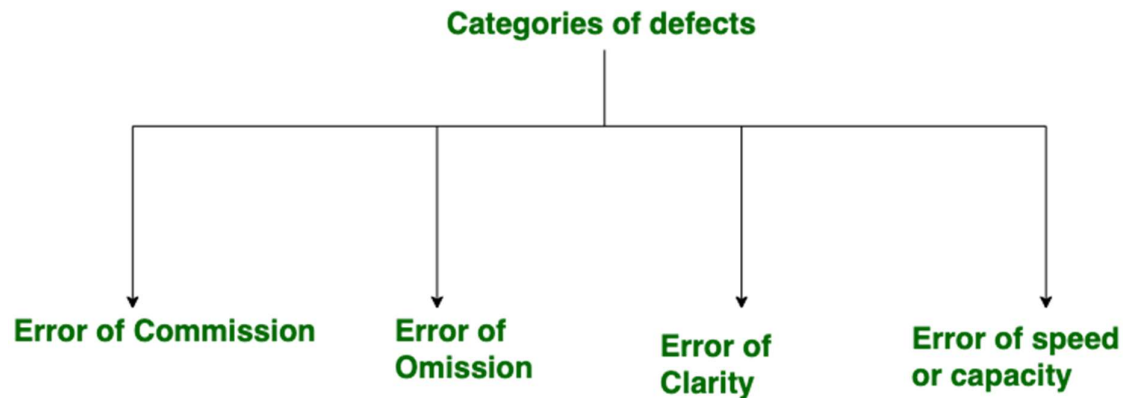 Categories of defects
Error of Commission
Error of
Omission
Error of
Clarity
Error of speed
or capacity